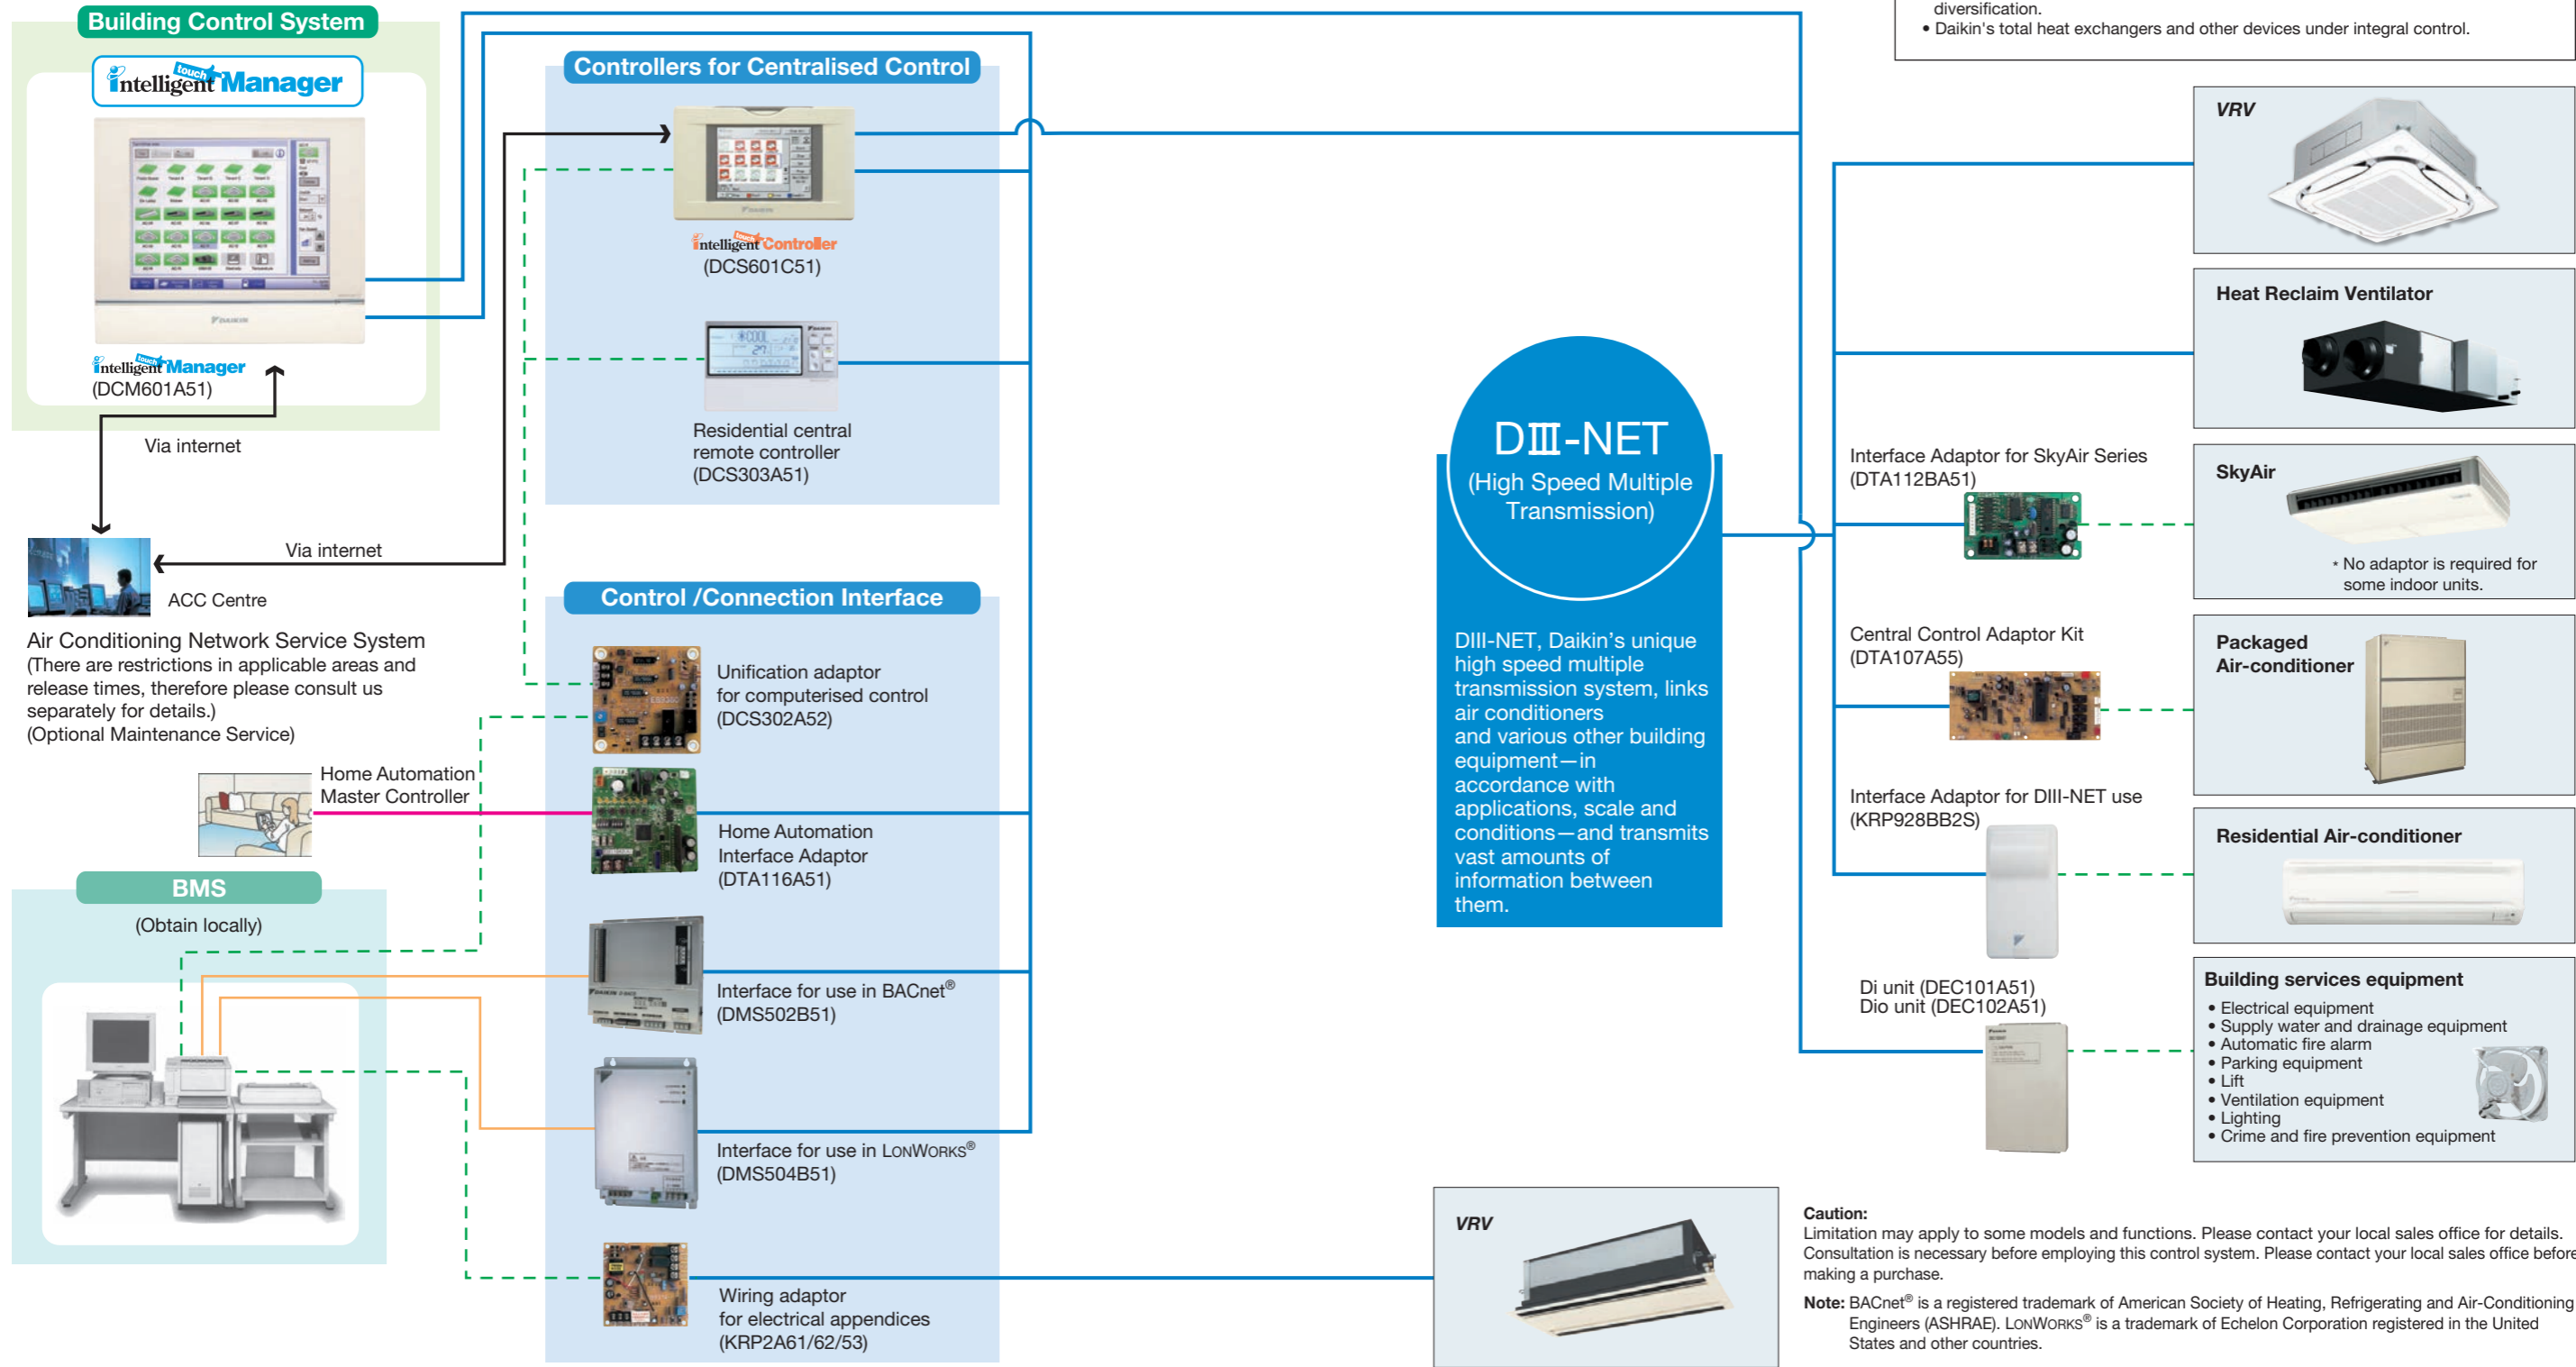 diversification.
• Daikin's total heat exchangers and other devices under integral control.
Building Control System
intelligent touch Manager
DAIKIN
intelligent touch Manager
(DCM601A51)
Via internet
Via internet
ACC Centre
Air Conditioning Network Service System
(There are restrictions in applicable areas and
release times, therefore please consult us
separately for details.)
(Optional Maintenance Service)
Home Automation
Master Controller
BMS
(Obtain locally)
Controllers for Centralised Control
DAIKIN
intelligent touch Controller
(DCS601C51)
COOL
27
Residential central
remote controller
(DCS303A51)
Control /Connection Interface
Unification adaptor
for computerised control
(DCS302A52)
Home Automation
Interface Adaptor
(DTA116A51)
Interface for use in BACnet®
(DMS502B51)
Interface for use in LONWORKS®
(DMS504B51)
Wiring adaptor
for electrical appendices
(KRP2A61/62/53)
DIII-NET
(High Speed Multiple
Transmission)
DIII-NET, Daikin's unique
high speed multiple
transmission system, links
air conditioners
and various other building
equipment—in
accordance with
applications, scale and
conditions—and transmits
vast amounts of
information between
them.
VRV
Heat Reclaim Ventilator
Interface Adaptor for SkyAir Series
(DTA112BA51)
SkyAir
* No adaptor is required for
some indoor units.
Central Control Adaptor Kit
(DTA107A55)
Packaged
Air-conditioner
Interface Adaptor for DIII-NET use
(KRP928BB2S)
Residential Air-conditioner
Di unit (DEC101A51)
Dio unit (DEC102A51)
Building services equipment
• Electrical equipment
• Supply water and drainage equipment
• Automatic fire alarm
• Parking equipment
• Lift
• Ventilation equipment
• Lighting
• Crime and fire prevention equipment
VRV
Caution:
Limitation may apply to some models and functions. Please contact your local sales office for details.
Consultation is necessary before employing this control system. Please contact your local sales office before
making a purchase.
Note: BACnet® is a registered trademark of American Society of Heating, Refrigerating and Air-Conditioning
Engineers (ASHRAE). LONWORKS® is a trademark of Echelon Corporation registered in the United
States and other countries.